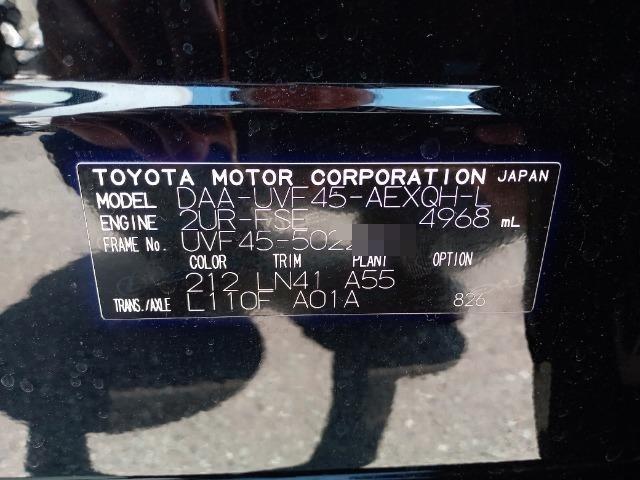 TOYOTA MOTOR CORPORATION JAPAN
MODEL DAA-UVF45-AEXQH-L
ENGINE 2UR-FSE 4968 mL
FRAME No. UVF45-502
COLOR TRIM PLANT OPTION
212 LN41 A55
TRANS./AXLE L110F A01A 826